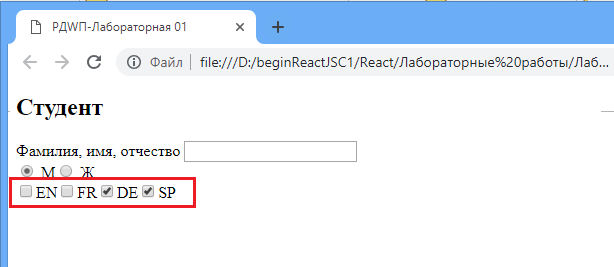 РДWП-Лабораторная 01
Файл file:///D:/beginReactJSC1/React/Лабораторные%20работы/Лаб...
Студент
Фамилия, имя, отчество
М Ж
EN FR DE SP